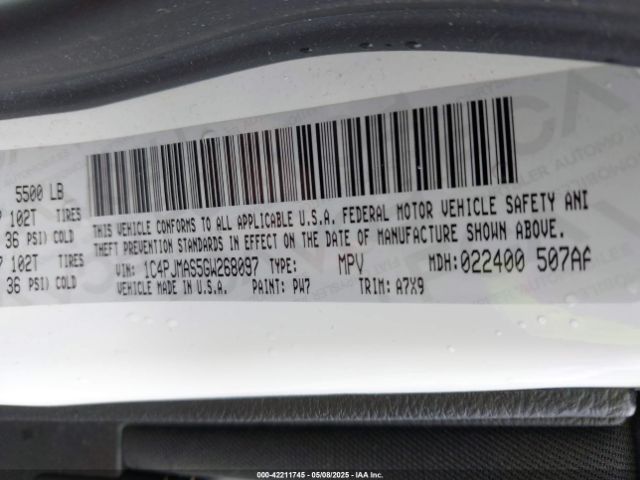 5500 LB
102T TIRES
36 PSI) COLD
102T TIRES
36 PSI) COLD
THIS VEHICLE CONFORMS TO ALL APPLICABLE U.S.A. FEDERAL MOTOR VEHICLE SAFETY AND
THEFT PREVENTION STANDARDS IN EFFECT ON THE DATE OF MANUFACTURE SHOWN ABOVE.
VIN: 1C4PJMAS5GW268097 TYPE: MPV MDH: 022400 507AA
VEHICLE MADE IN U.S.A. PAINT: PW7 TRIM: A7X9
000-42211745 — 05/08/2025 — IAA Inc.